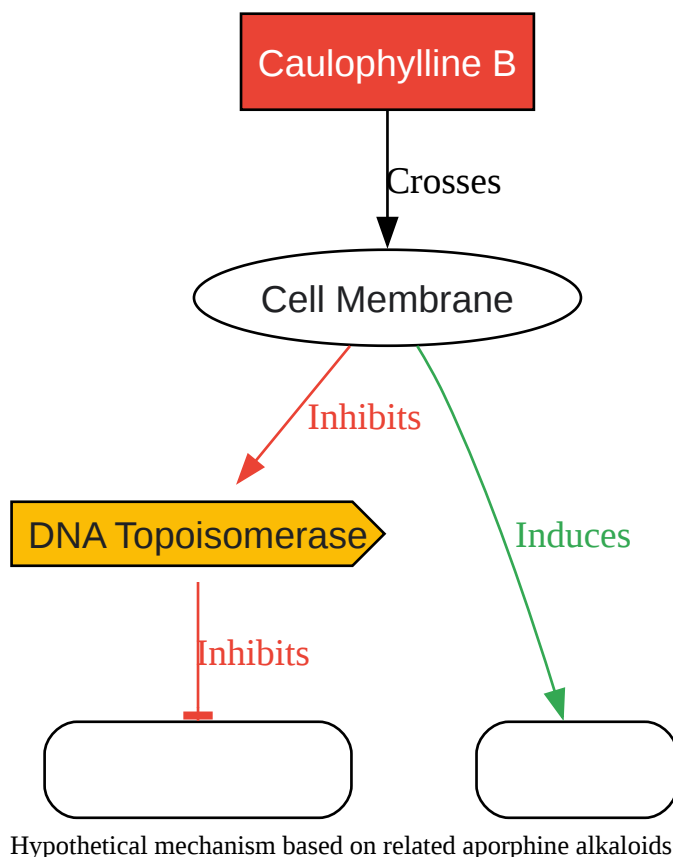 Caulophylline B
Crosses
Cell Membrane
Inhibits
DNA Topoisomerase
Induces
Inhibits
Hypothetical mechanism based on related aporphine alkaloids